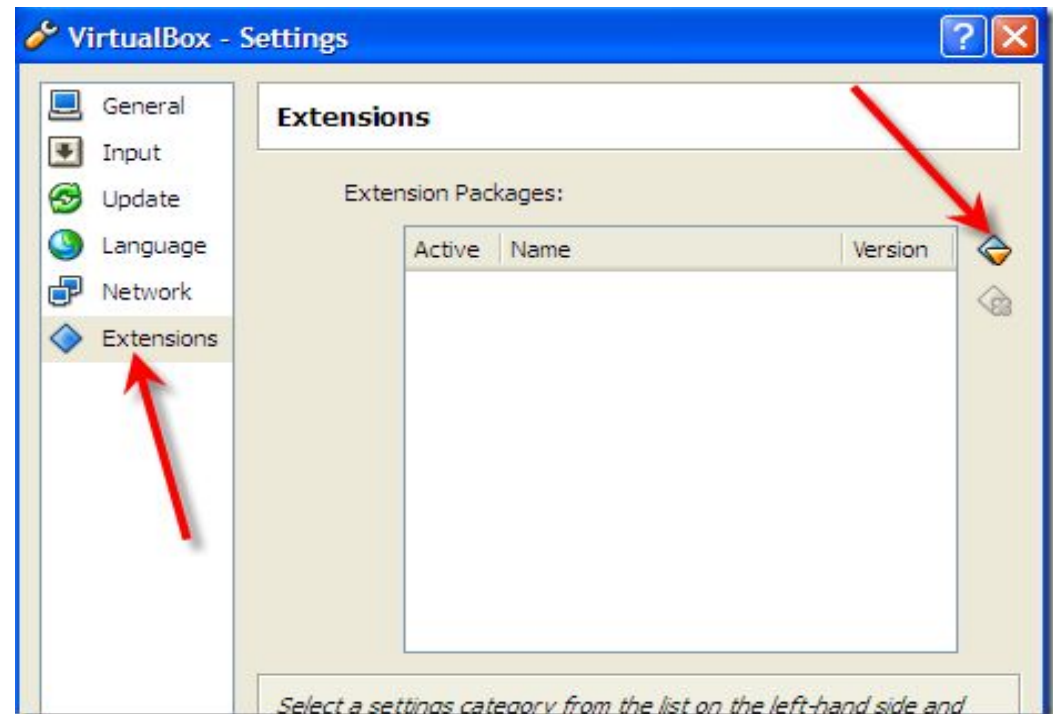 VirtualBox - Settings
General
Input
Update
Language
Network
Extensions
Extensions
Extension Packages:
Active Name Version
Select a settings category from the list on the left-hand side and